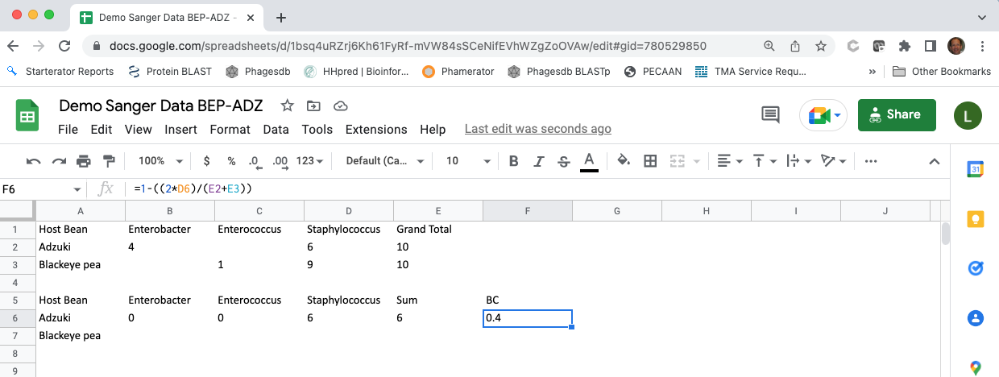 Demo Sanger Data BEP-ADZ -
docs.google.com/spreadsheets/d/1bsq4uRZrj6Kh61FyRf-mVW84sSCeNifEVhWZgZoOVAw/edit#gid=780529850
Starterator Reports Protein BLAST Phagesdb HHpred | Bioinfor... Phamerator Phagesdb BLASTp PECAAN TMA Service Requ... » Other Bookmarks
Demo Sanger Data BEP-ADZ
File Edit View Insert Format Data Tools Extensions Help Last edit was seconds ago
Share
L
100% $ % .0 .00 123 Default (Ca... 10 B I S A
31
F6 fx =1-((2*D6)/(E2+E3))
A B C D E F G H I J
1 Host Bean Enterobacter Enterococcus Staphylococcus Grand Total
2 Adzuki 4 6 10
3 Blackeye pea 1 9 10
4
5 Host Bean Enterobacter Enterococcus Staphylococcus Sum BC
6 Adzuki 0 0 6 6 0.4
7 Blackeye pea
8
9